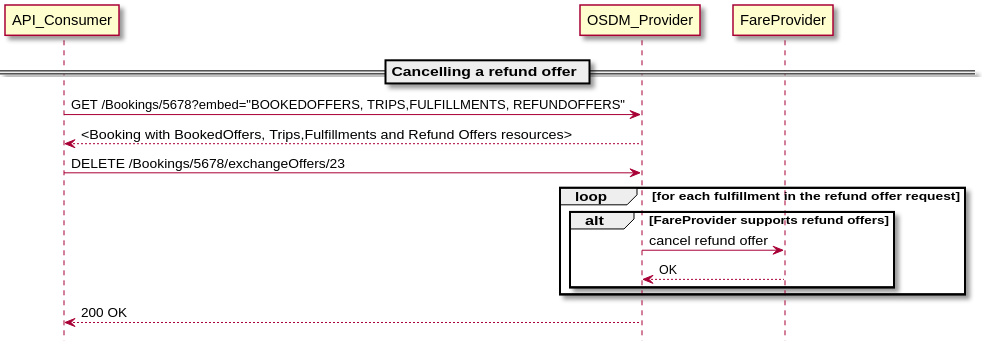 API_Consumer
OSDM_Provider
FareProvider
Cancelling a refund offer
GET /Bookings/5678?embed="BOOKEDOFFERS, TRIPS,FULFILLMENTS, REFUNDOFFERS"
<Booking with BookedOffers, Trips,Fulfillments and Refund Offers resources>
DELETE /Bookings/5678/exchangeOffers/23
loop
[for each fulfillment in the refund offer request]
alt
[FareProvider supports refund offers]
cancel refund offer
OK
200 OK